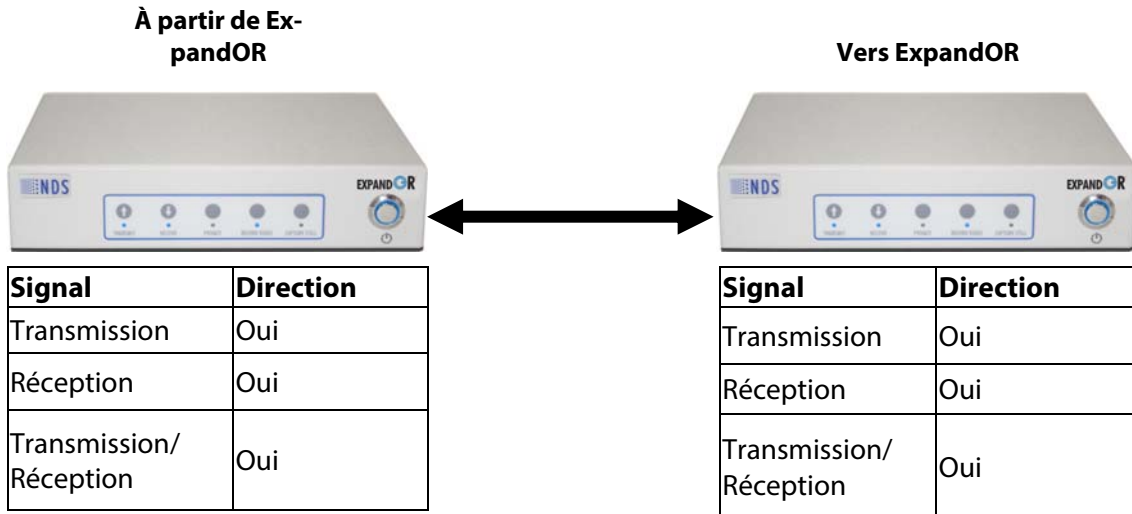 À partir de Ex-
pandOR
Vers ExpandOR
NDS
EXPANDOR
NDS
EXPANDOR
Signal Direction
Transmission Oui
Réception Oui
Transmission/
Réception Oui
Signal Direction
Transmission Oui
Réception Oui
Transmission/
Réception Oui